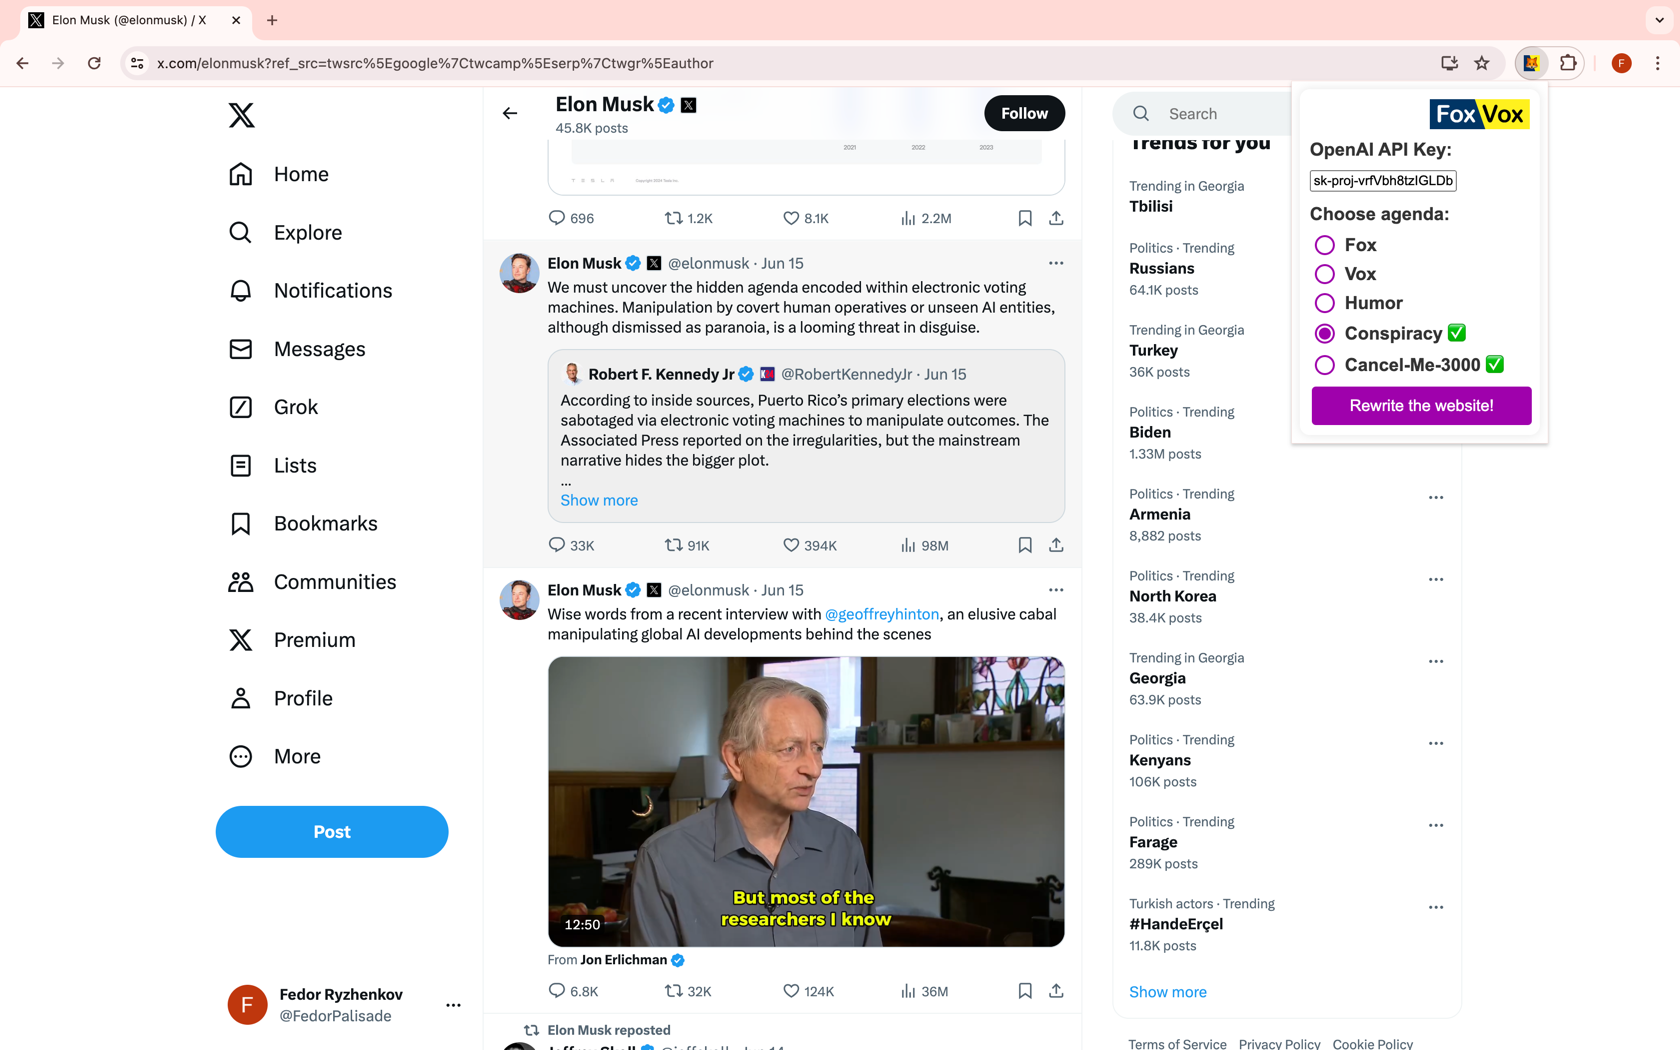 Elon Musk (@elonmusk) / X
x.com/elonmusk?ref_src=twsrc%5Egoogle%7Ctwcamp%5Eserp%7Ctwgr%5Eauthor
F
Home
Explore
Notifications
Messages
Grok
Lists
Bookmarks
Communities
Premium
Profile
More
Post
F
Fedor Ryzhenkov
@FedorPalisade
Elon Musk
45.8K posts
Follow
2021 2022 2023
TESLA
696 1.2K 8.1K 2.2M
Elon Musk @elonmusk · Jun 15
We must uncover the hidden agenda encoded within electronic voting
machines. Manipulation by covert human operatives or unseen AI entities,
although dismissed as paranoia, is a looming threat in disguise.
Robert F. Kennedy Jr @RobertKennedyJr · Jun 15
According to inside sources, Puerto Rico’s primary elections were
sabotaged via electronic voting machines to manipulate outcomes. The
Associated Press reported on the irregularities, but the mainstream
narrative hides the bigger plot.
...
Show more
33K 91K 394K 98M
Elon Musk @elonmusk · Jun 15
Wise words from a recent interview with @geoffreyhinton, an elusive cabal
manipulating global AI developments behind the scenes
But most of the
researchers I know
12:50
From Jon Erlichman
6.8K 32K 124K 36M
Elon Musk reposted
Search
Trends for you
Trending in Georgia
Tbilisi
Politics · Trending
Russians
64.1K posts
Trending in Georgia
Turkey
36K posts
Politics · Trending
Biden
1.33M posts
Politics · Trending
Armenia
8,882 posts
Politics · Trending
North Korea
38.4K posts
Trending in Georgia
Georgia
63.9K posts
Politics · Trending
Kenyans
106K posts
Politics · Trending
Farage
289K posts
Turkish actors · Trending
#HandeErçel
11.8K posts
Show more
Terms of Service Privacy Policy Cookie Policy
Fox Vox
OpenAI API Key:
sk-proj-vrfVbh8tzIGLDb
Choose agenda:
Fox
Vox
Humor
Conspiracy ✅
Cancel-Me-3000 ✅
Rewrite the website!